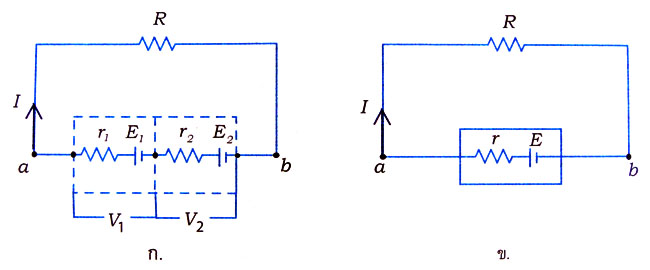 R
I
r₁ E₁ r₂ E₂
a b
V₁ V₂
ก.
R
I
r E
a b
ข.